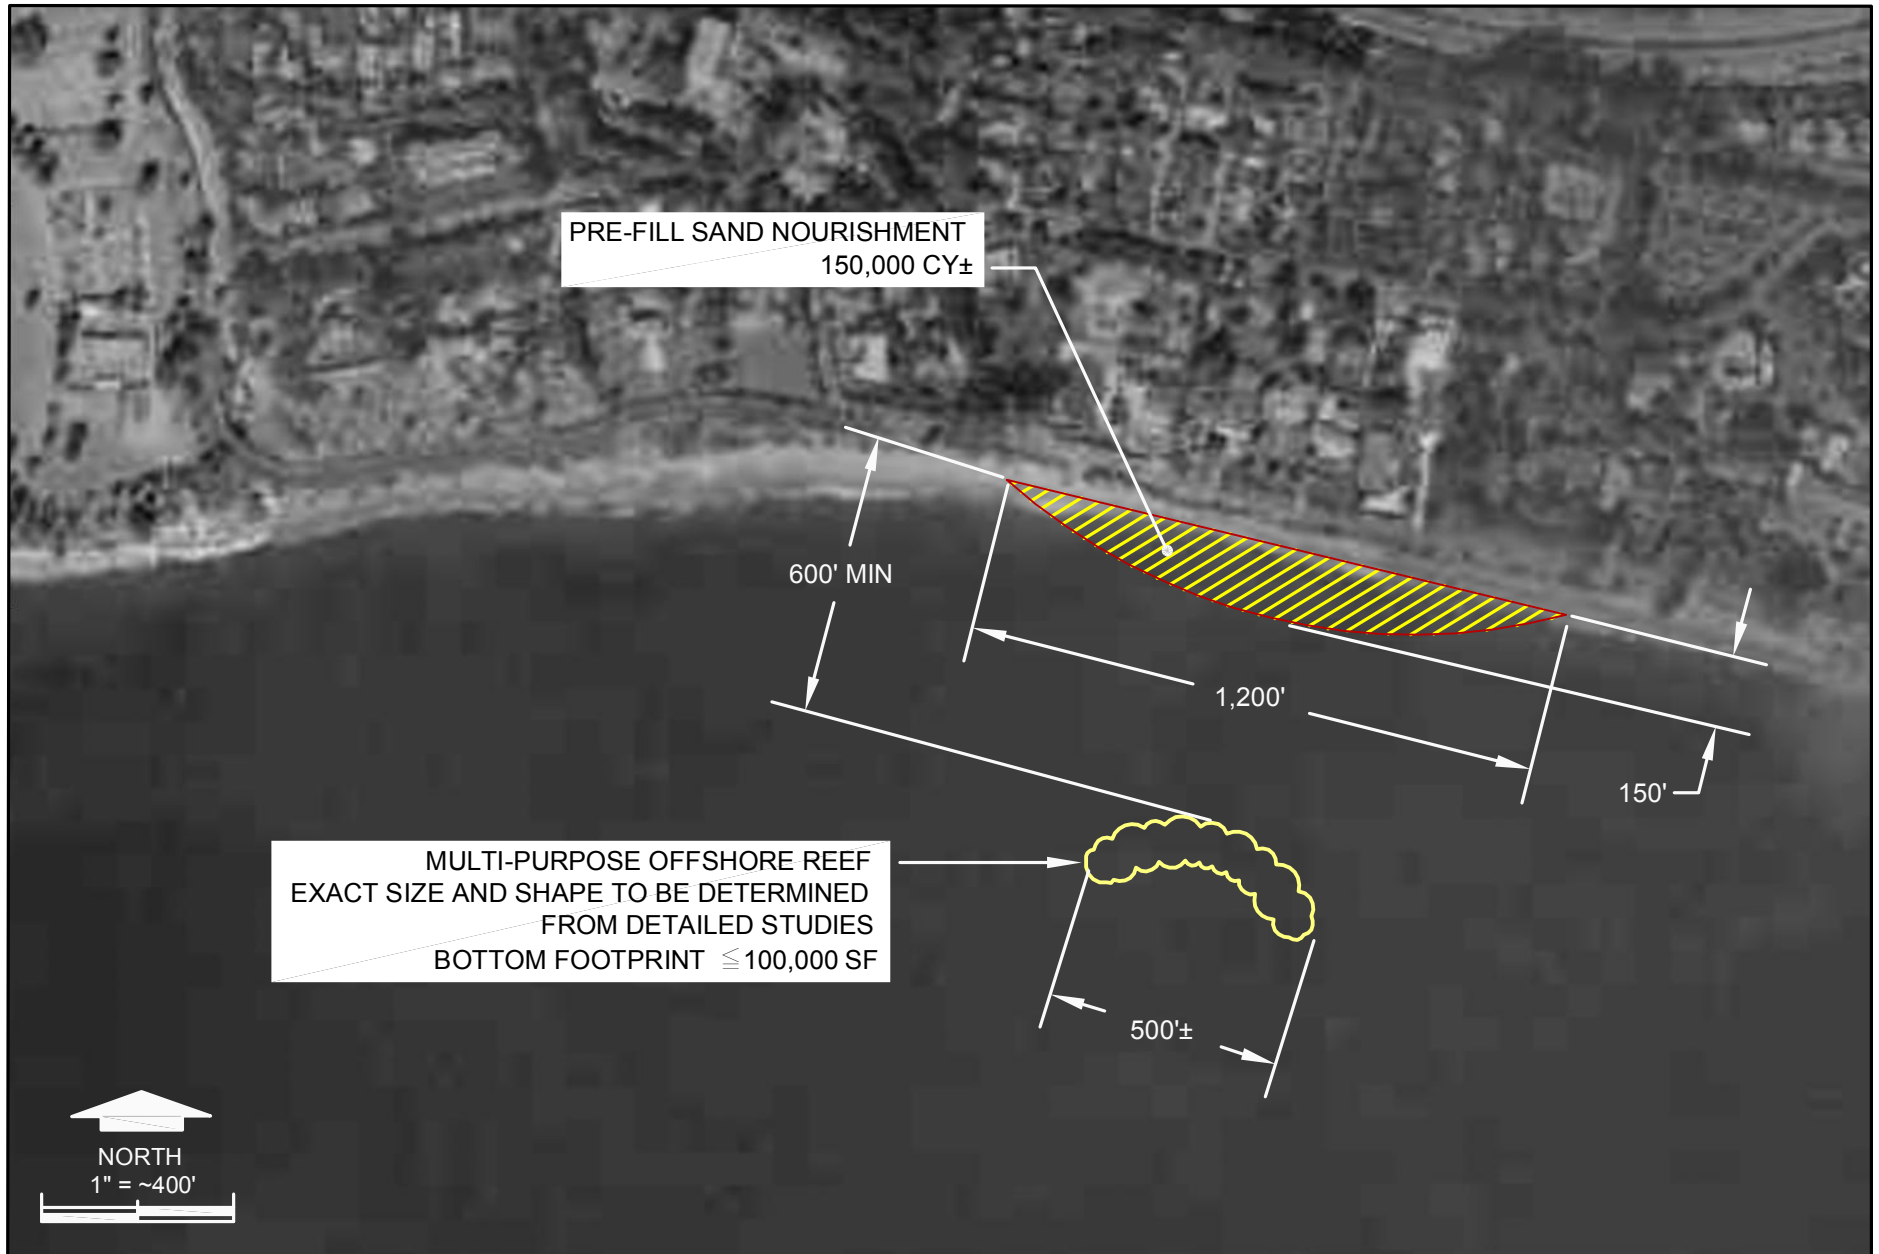 PRE-FILL SAND NOURISHMENT
150,000 CY±
600' MIN
1,200'
150'
MULTI-PURPOSE OFFSHORE REEF
EXACT SIZE AND SHAPE TO BE DETERMINED
FROM DETAILED STUDIES
BOTTOM FOOTPRINT ≦100,000 SF
500'±
NORTH
1" = ~400'